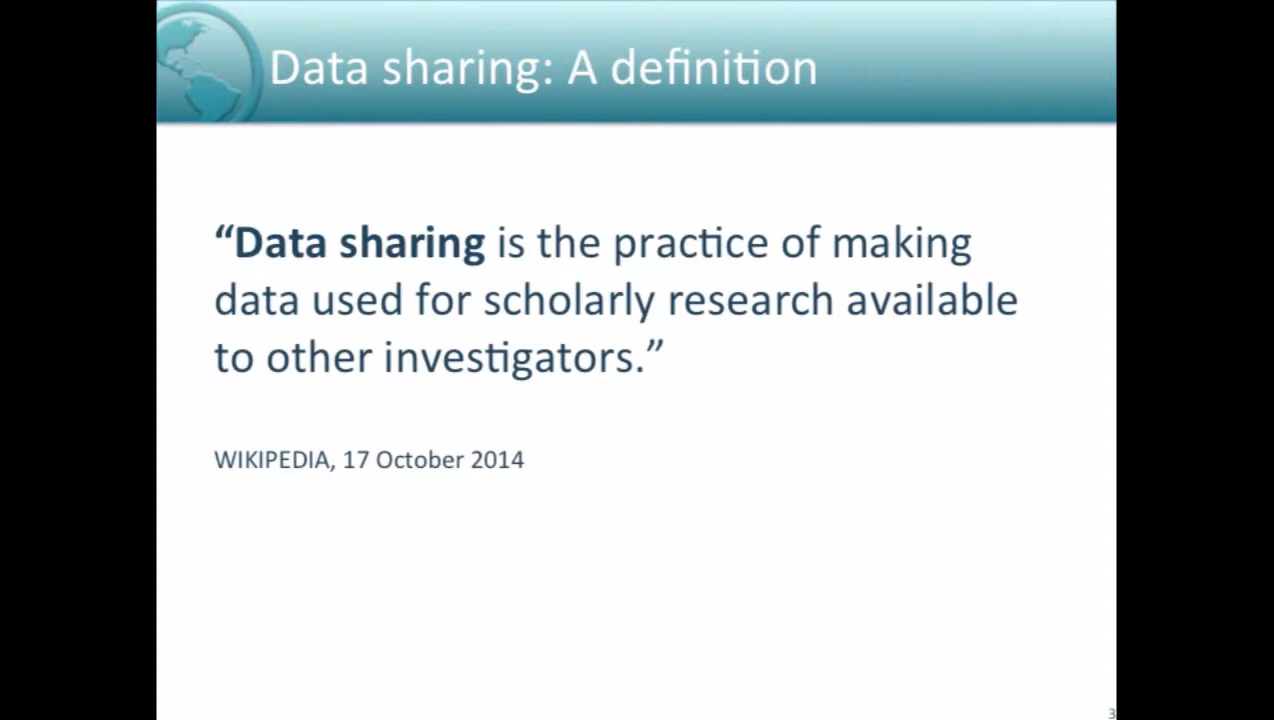 Data sharing: A definition
“Data sharing is the practice of making
data used for scholarly research available
to other investigators.”
WIKIPEDIA, 17 October 2014
3